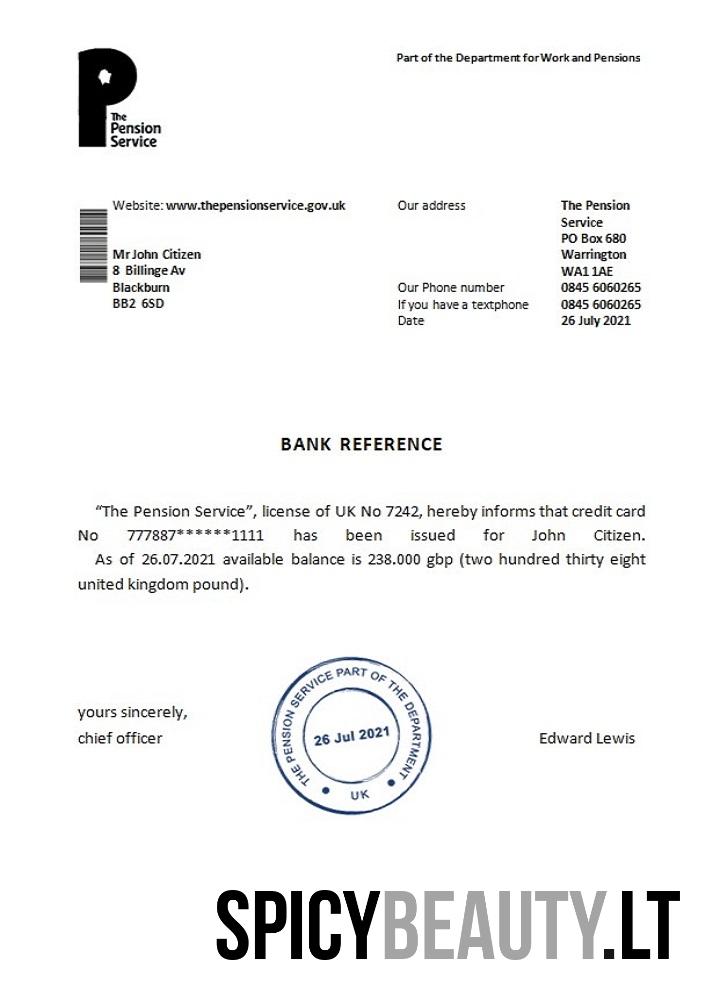 Part of the Department for Work and Pensions
The
Pension
Service
Website: www.thepensionservice.gov.uk
Our address
The Pension
Service
PO Box 680
Warrington
WA1 1AE
Mr John Citizen
8 Billinge Av
Blackburn
BB2 6SD
Our Phone number 0845 6060265
If you have a textphone 0845 6060265
Date 26 July 2021
BANK REFERENCE
“The Pension Service”, license of UK No 7242, hereby informs that credit card
No 777887******1111 has been issued for John Citizen.
As of 26.07.2021 available balance is 238.000 gbp (two hundred thirty eight
united kingdom pound).
yours sincerely,
chief officer
THE PENSION SERVICE PART OF THE DEPARTMENT
26 Jul 2021
UK
Edward Lewis
SPICYBEAUTY.LT